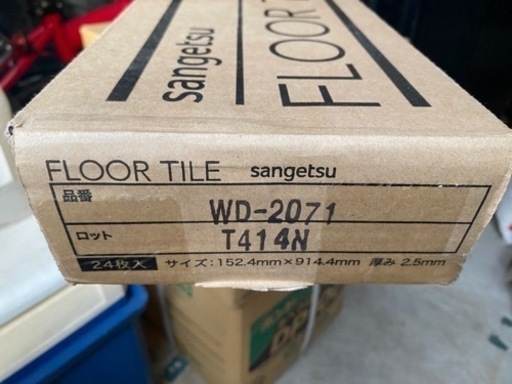 sangetsu
FLOOR
FLOOR TILE sangetsu
品番 WD-2071
ロット T414N
24枚入 サイズ:152.4mm×914.4mm 厚み 2.5mm